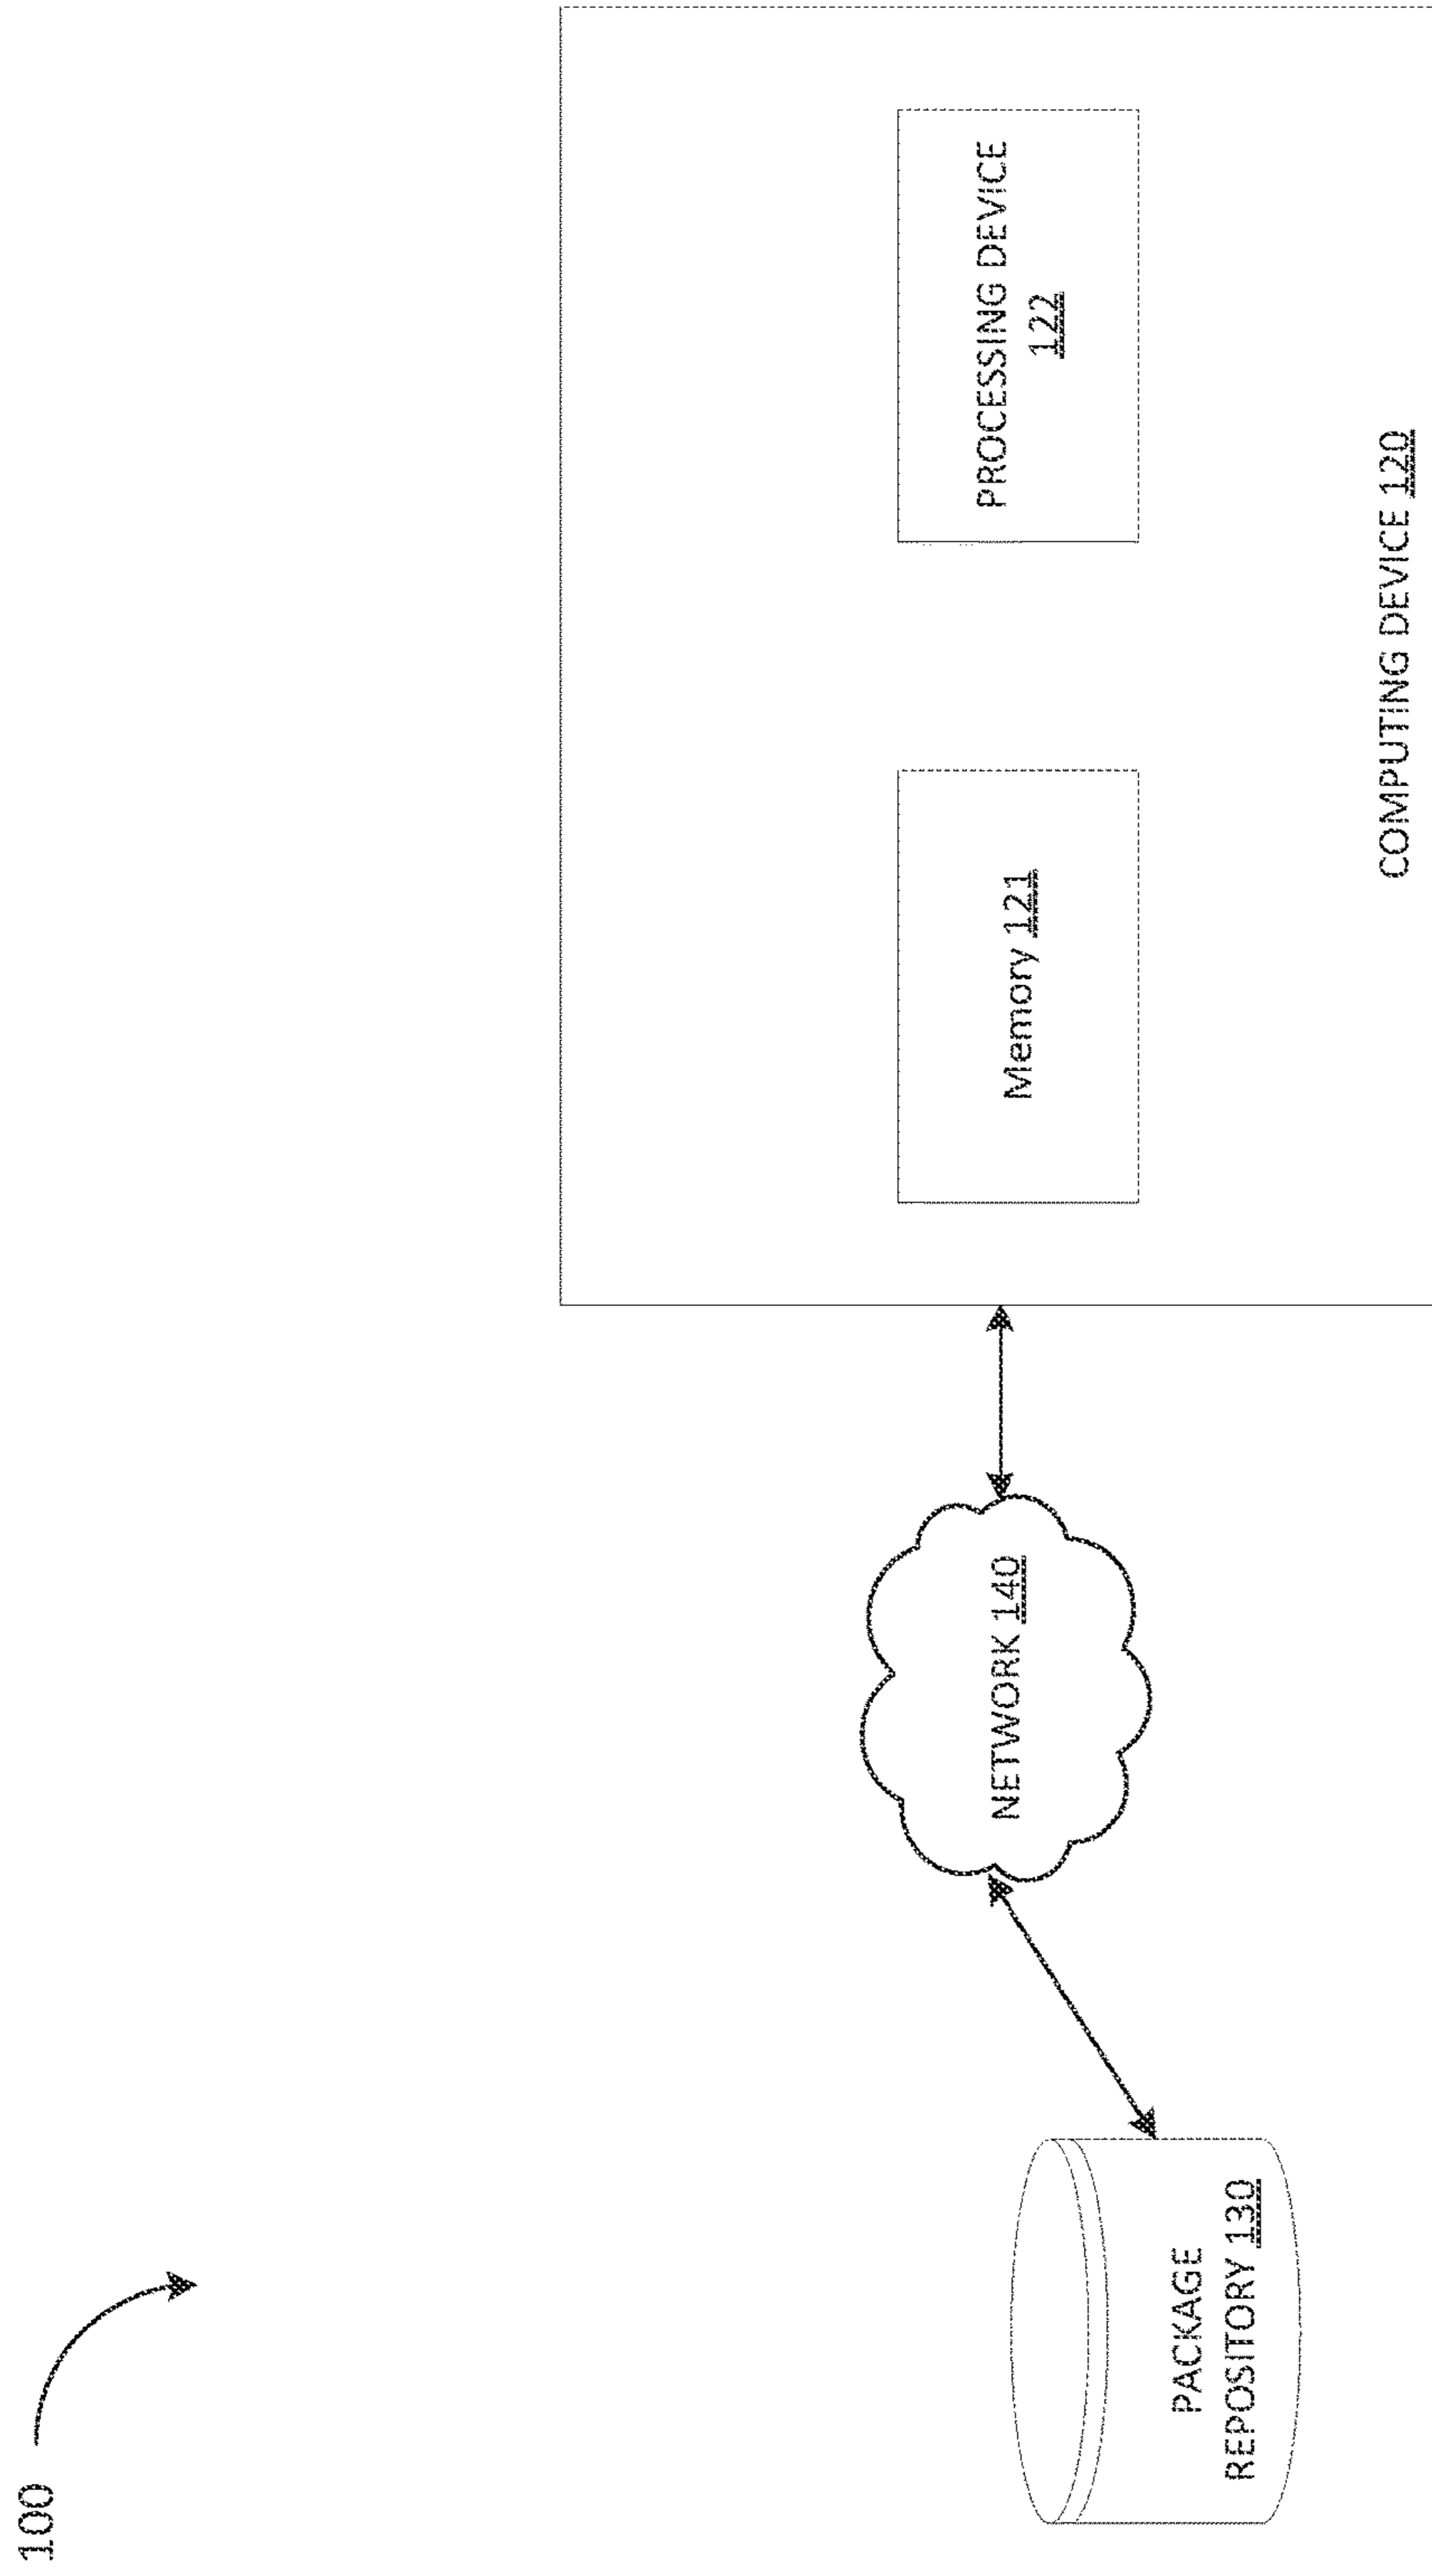 100
PACKAGE
REPOSITORY 130
NETWORK 140
Memory 121
PROCESSING DEVICE
122
COMPUTING DEVICE 120